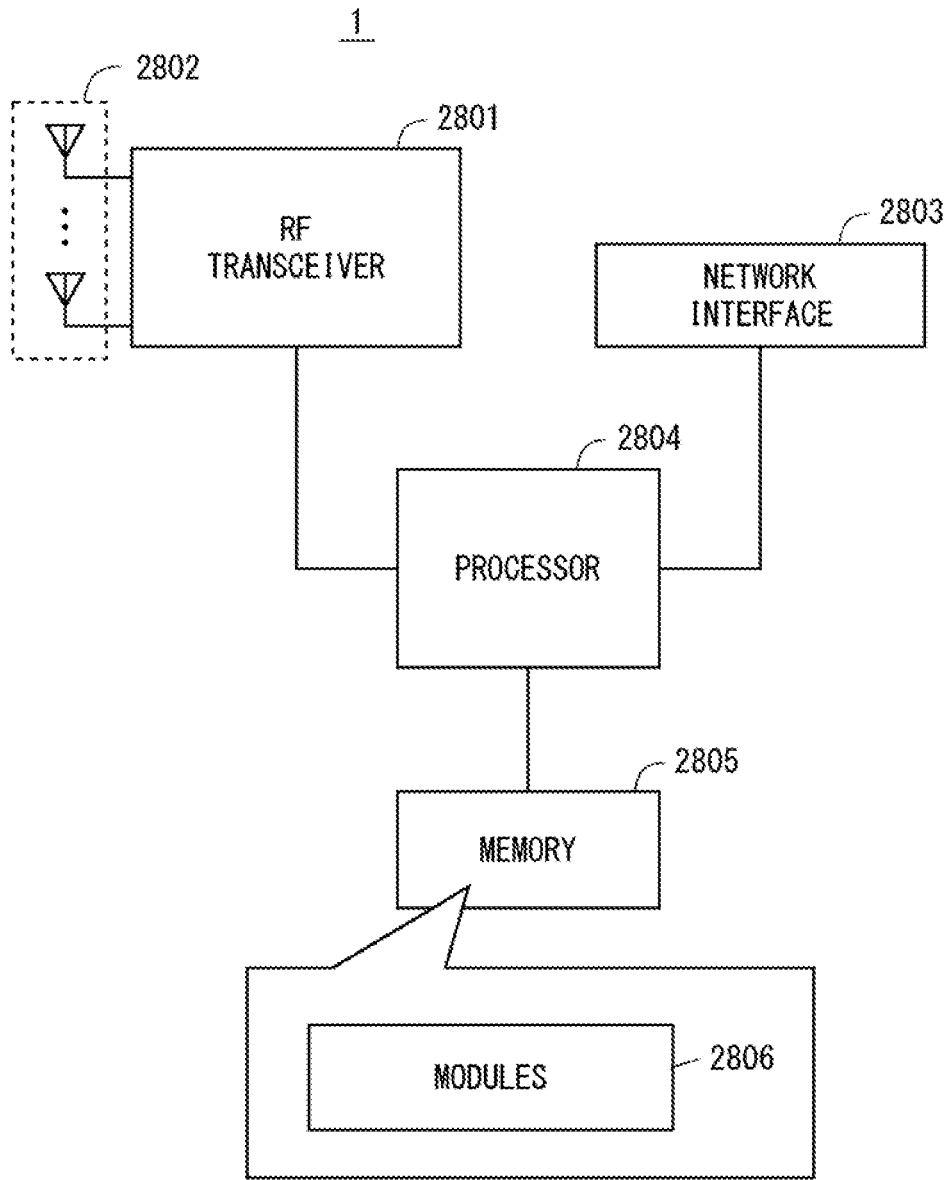 1
2802
2801
RF
TRANSCEIVER
2803
NETWORK
INTERFACE
2804
PROCESSOR
2805
MEMORY
2806
MODULES